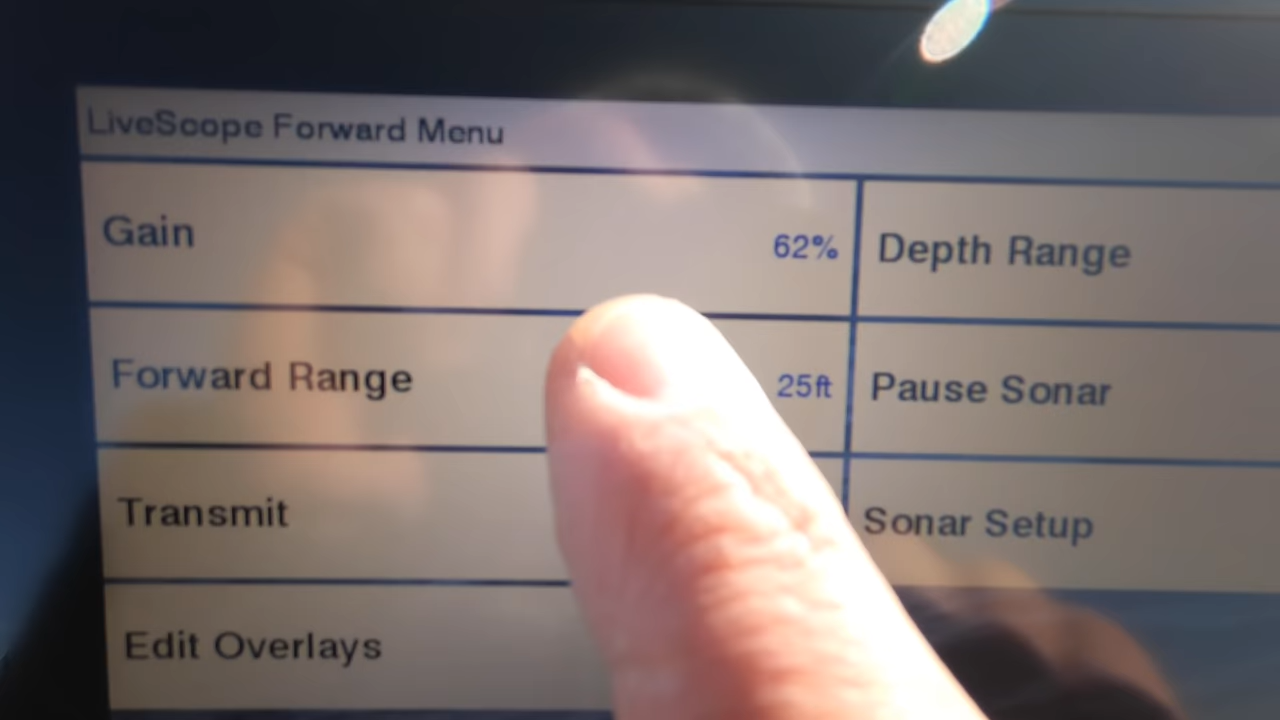 LiveScope Forward Menu
Gain 62% Depth Range
Forward Range 25ft Pause Sonar
Transmit Sonar Setup
Edit Overlays